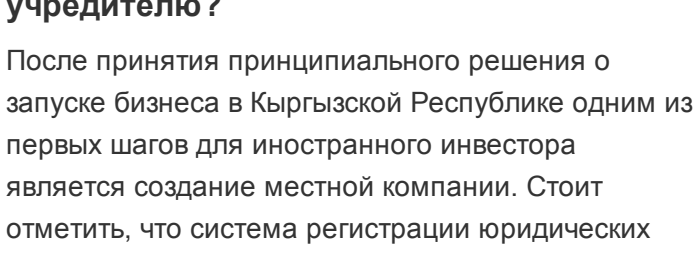 учредителю?
После принятия принципиального решения о
запуске бизнеса в Кыргызской Республике одним из
первых шагов для иностранного инвестора
является создание местной компании. Стоит
отметить, что система регистрации юридических